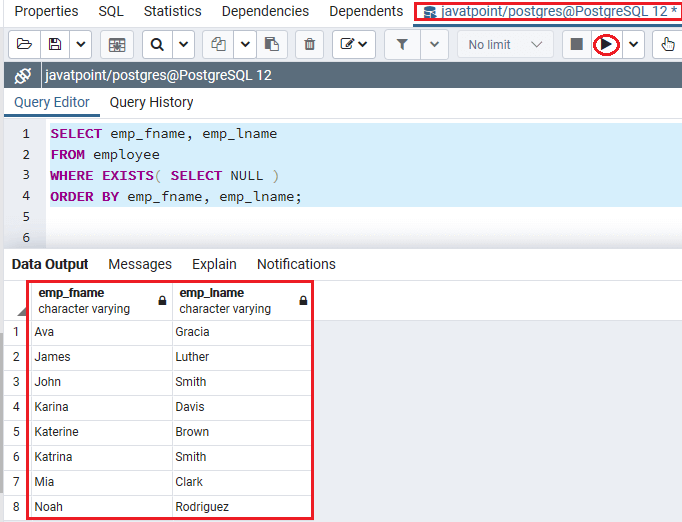 Properties SQL Statistics Dependencies Dependents javatpoint/postgres@PostgreSQL 12 *
No limit
javatpoint/postgres@PostgreSQL 12
Query Editor Query History
1 SELECT emp_fname, emp_lname
2 FROM employee
3 WHERE EXISTS( SELECT NULL )
4 ORDER BY emp_fname, emp_lname;
5
6
Data Output Messages Explain Notifications
emp_fname emp_lname
character varying character varying
1 Ava Gracia
2 James Luther
3 John Smith
4 Karina Davis
5 Katerine Brown
6 Katrina Smith
7 Mia Clark
8 Noah Rodriguez